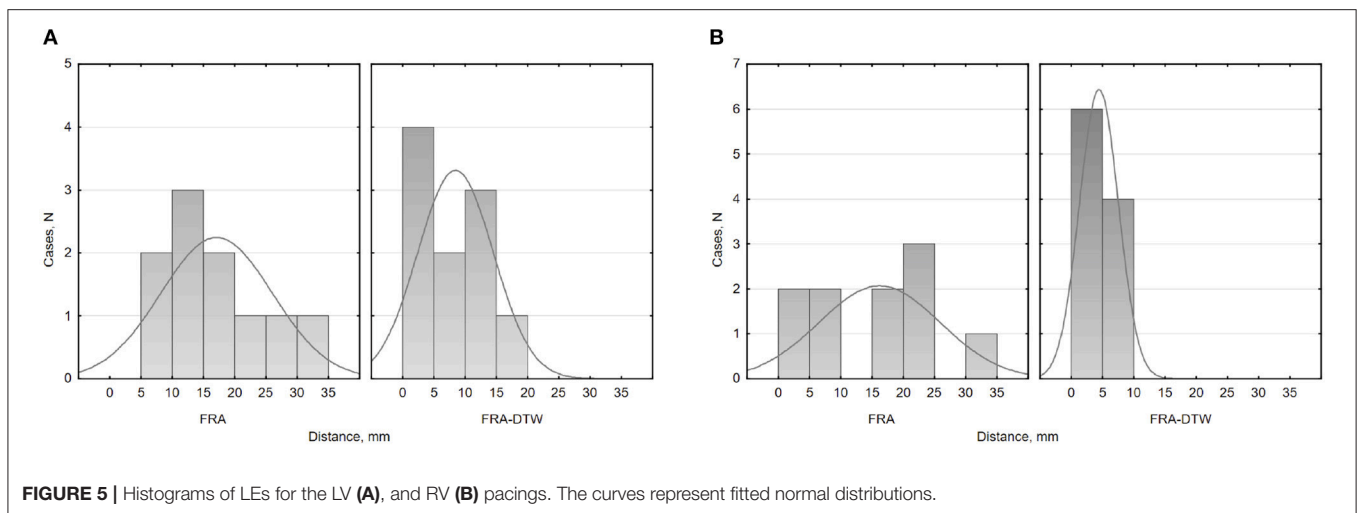 A
B
5
4
3
2
1
0
Cases, N
0 5 10 15 20 25 30 35
0 5 10 15 20 25 30 35
FRA
FRA-DTW
Distance, mm
7
6
5
4
3
2
1
0
Cases, N
0 5 10 15 20 25 30 35
0 5 10 15 20 25 30 35
FRA
FRA-DTW
Distance, mm
FIGURE 5 | Histograms of LEs for the LV (A), and RV (B) pacings. The curves represent fitted normal distributions.